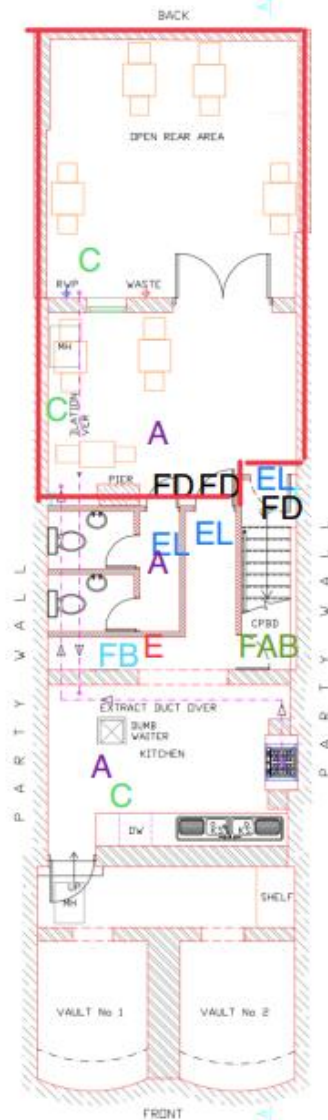 BACK
OPEN REAR AREA
C
RWP
WASTE
MH
C
A
PIER
FD
FD
EL
FD
EL
EL
A
CPBD
FB
E
FAB
EXTRACT DUCT OVER
DUMB
WAITER
KITCHEN
A
C
DW
UP
MH
SHELF
VAULT No 1
VAULT No 2
FRONT
PARTY WALL
PARTY WALL